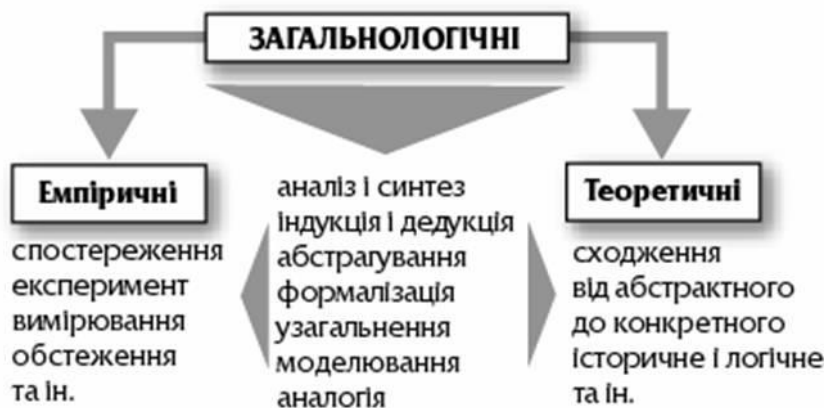 ЗАГАЛЬНОЛОГІЧНІ
Емпіричні
спостереження
експеримент
вимірювання
обстеження
та ін.
аналіз і синтез
індукція і дедукція
абстрагування
формалізація
узагальнення
моделювання
аналогія
Теоретичні
сходження
від абстрактного
до конкретного
історичне і логічне
та ін.